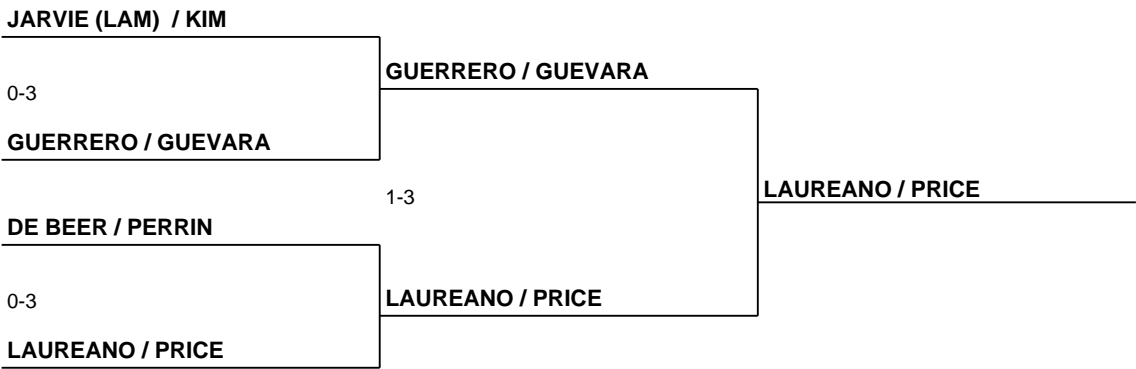 JARVIE (LAM)  / KIM
GUERRERO / GUEVARA
0-3
GUERRERO / GUEVARA
1-3
LAUREANO / PRICE
DE BEER / PERRIN
0-3
LAUREANO / PRICE
LAUREANO / PRICE